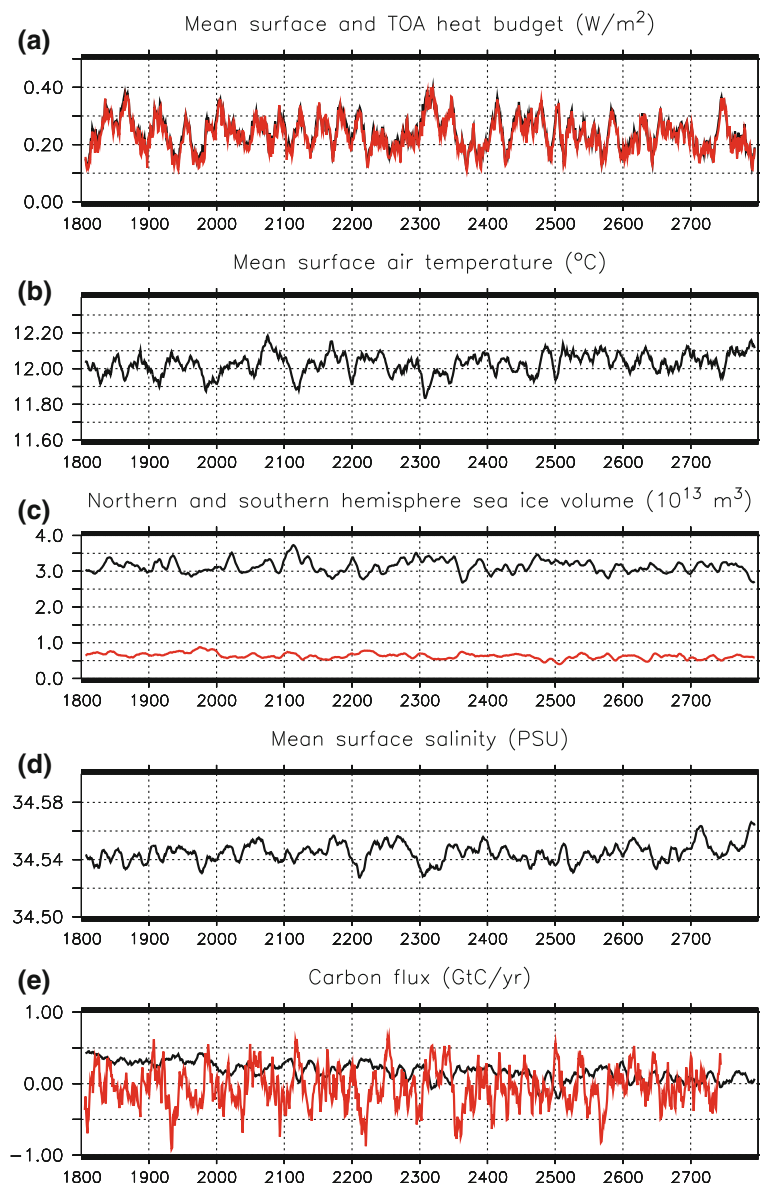 (a)
Mean surface and TOA heat budget (W/m²)
0.40
0.20
0.00
1800 1900 2000 2100 2200 2300 2400 2500 2600 2700
(b)
Mean surface air temperature (°C)
12.20
12.00
11.80
11.60
1800 1900 2000 2100 2200 2300 2400 2500 2600 2700
(c)
Northern and southern hemisphere sea ice volume (10¹³ m³)
4.0
3.0
2.0
1.0
0.0
1800 1900 2000 2100 2200 2300 2400 2500 2600 2700
(d)
Mean surface salinity (PSU)
34.58
34.54
34.50
1800 1900 2000 2100 2200 2300 2400 2500 2600 2700
(e)
Carbon flux (GtC/yr)
1.00
0.00
-1.00
1800 1900 2000 2100 2200 2300 2400 2500 2600 2700